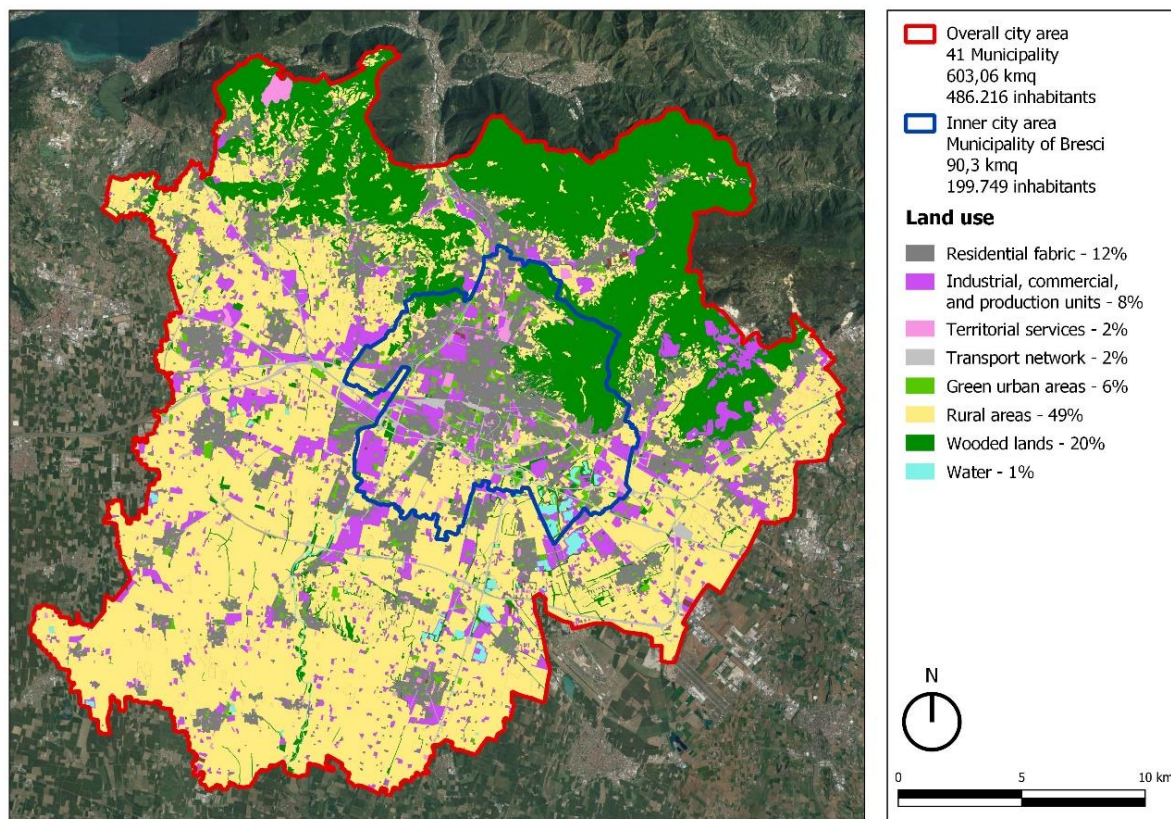 Overall city area
41 Municipality
603,06 kmq
486.216 inhabitants
Inner city area
Municipality of Bresci
90,3 kmq
199.749 inhabitants
Land use
Residential fabric - 12%
Industrial, commercial,
and production units - 8%
Territorial services - 2%
Transport network - 2%
Green urban areas - 6%
Rural areas - 49%
Wooded lands - 20%
Water - 1%
N
0 5 10 km